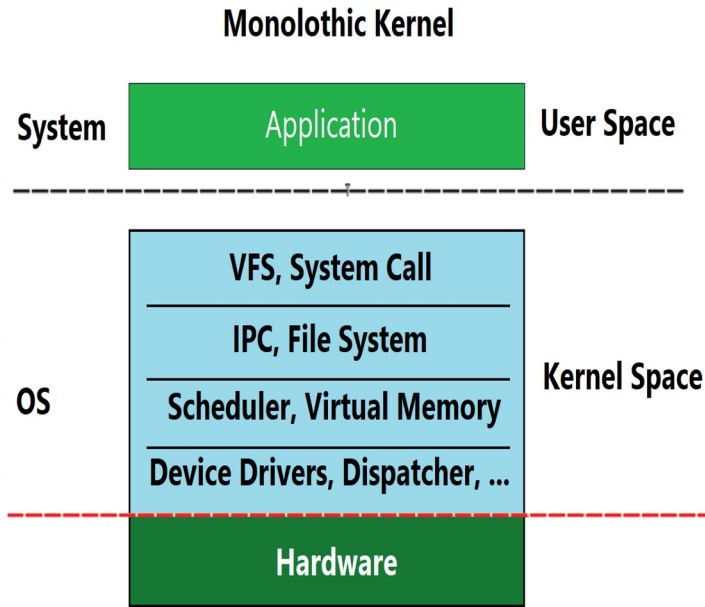 Monolothic Kernel
System
Application
User Space
VFS, System Call
IPC, File System
OS
Kernel Space
Scheduler, Virtual Memory
Device Drivers, Dispatcher, ...
Hardware